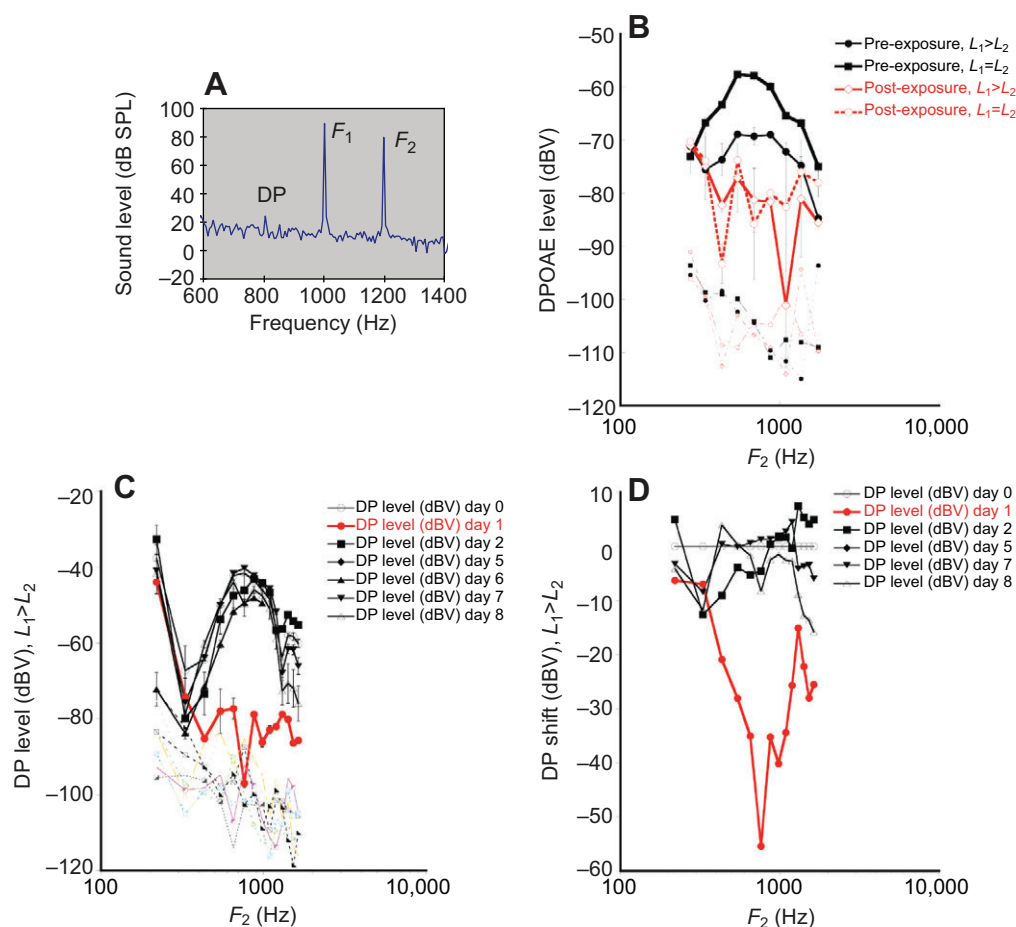 A
Sound level (dB SPL)
100
80
60
40
20
0
–20
DP
F1
F2
600
800
1000
1200
1400
Frequency (Hz)
B
DPOAE level (dBV)
–50
–60
–70
–80
–90
–100
–110
–120
100
1000
10,000
F2 (Hz)
Pre-exposure, L1>L2
Pre-exposure, L1=L2
Post-exposure, L1>L2
Post-exposure, L1=L2
C
DP level (dBV), L1>L2
–20
–40
–60
–80
–100
–120
100
1000
10,000
F2 (Hz)
DP level (dBV) day 0
DP level (dBV) day 1
DP level (dBV) day 2
DP level (dBV) day 5
DP level (dBV) day 6
DP level (dBV) day 7
DP level (dBV) day 8
D
DP shift (dBV), L1>L2
10
0
–10
–20
–30
–40
–50
–60
100
1000
10,000
F2 (Hz)
DP level (dBV) day 0
DP level (dBV) day 1
DP level (dBV) day 2
DP level (dBV) day 5
DP level (dBV) day 7
DP level (dBV) day 8